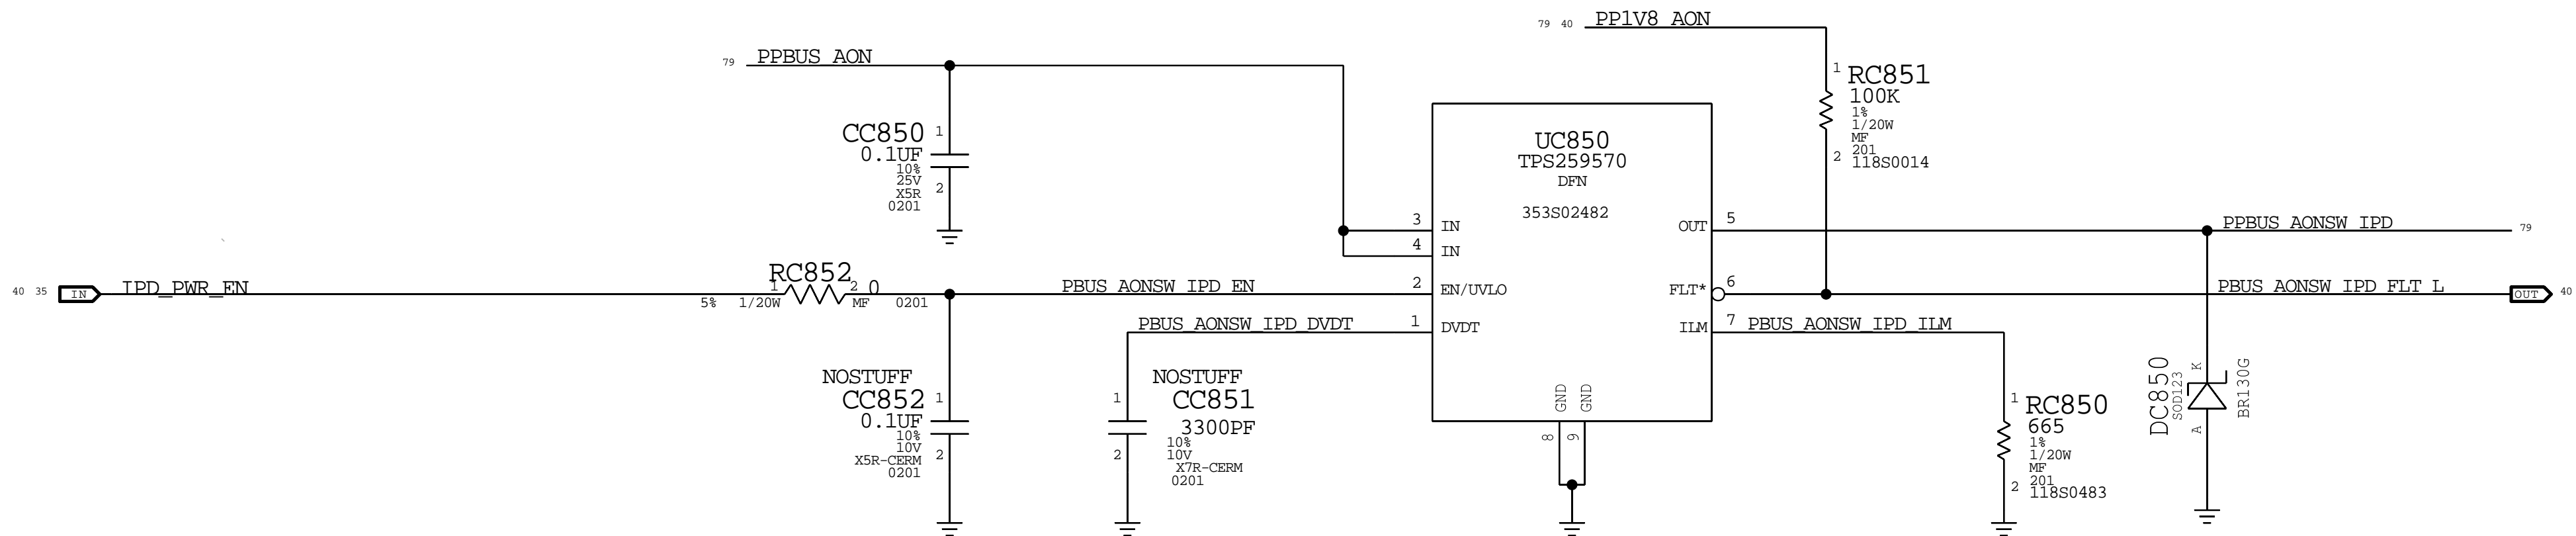 79 40 PP1V8_AON
79 PPBUS_AON
1 RC851
100K
1%
1/20W
MF
201
2 118S0014
CC850 1
0.1UF
10%
25V
X5R
0201
2
UC850
TPS259570
DFN
353S02482
3 IN
4 IN
2 EN/UVLO
1 DVDT
OUT 5
FLT* 6
ILM 7
GND GND
8 9
PPBUS_AONSW_IPD 79
40 35 IN IPD_PWR_EN
RC852
1 2 0
5% 1/20W MF 0201
PBUS_AONSW_IPD_EN
PBUS_AONSW_IPD_FLT_L OUT 40
PBUS_AONSW_IPD_DVDT
PBUS_AONSW_IPD_ILM
NOSTUFF
CC852 1
0.1UF
10%
10V
X5R-CERM
0201
2
NOSTUFF
1 CC851
3300PF
10%
10V
X7R-CERM
0201
2
1 RC850
665
1%
1/20W
MF
201
2 118S0483
DC850
SOD123
K
A
BR130G